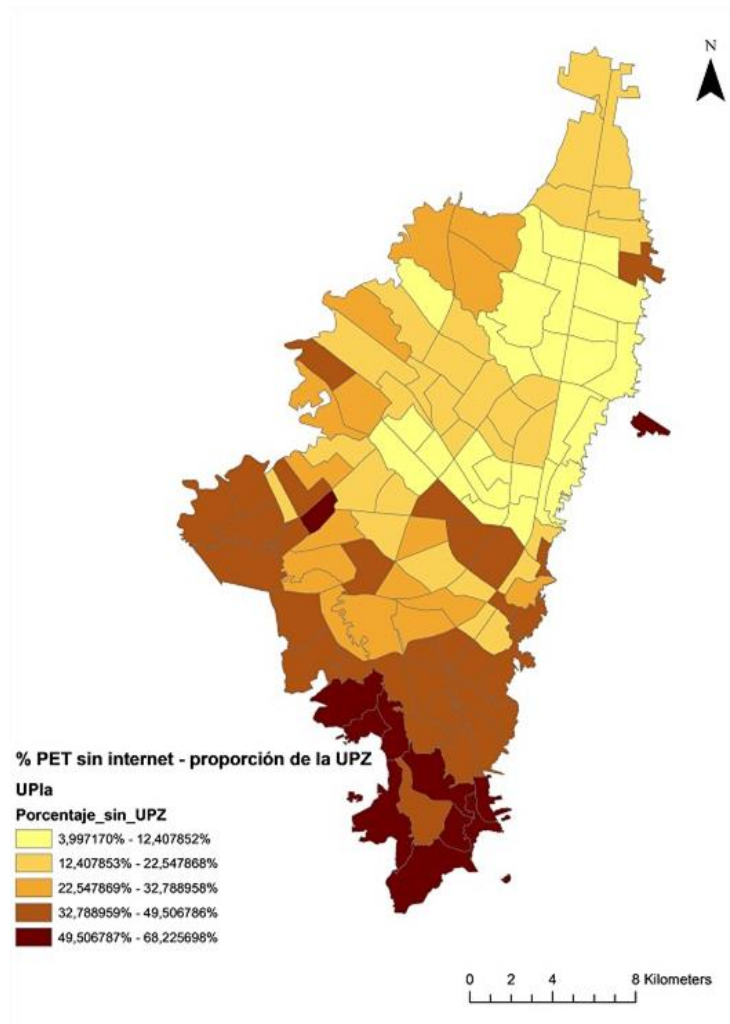 N
% PET sin internet - proporción de la UPZ
UPla
Porcentaje_sin_UPZ
3,997170% - 12,407852%
12,407853% - 22,547868%
22,547869% - 32,788958%
32,788959% - 49,506786%
49,506787% - 68,225698%
0 2 4 8 Kilometers